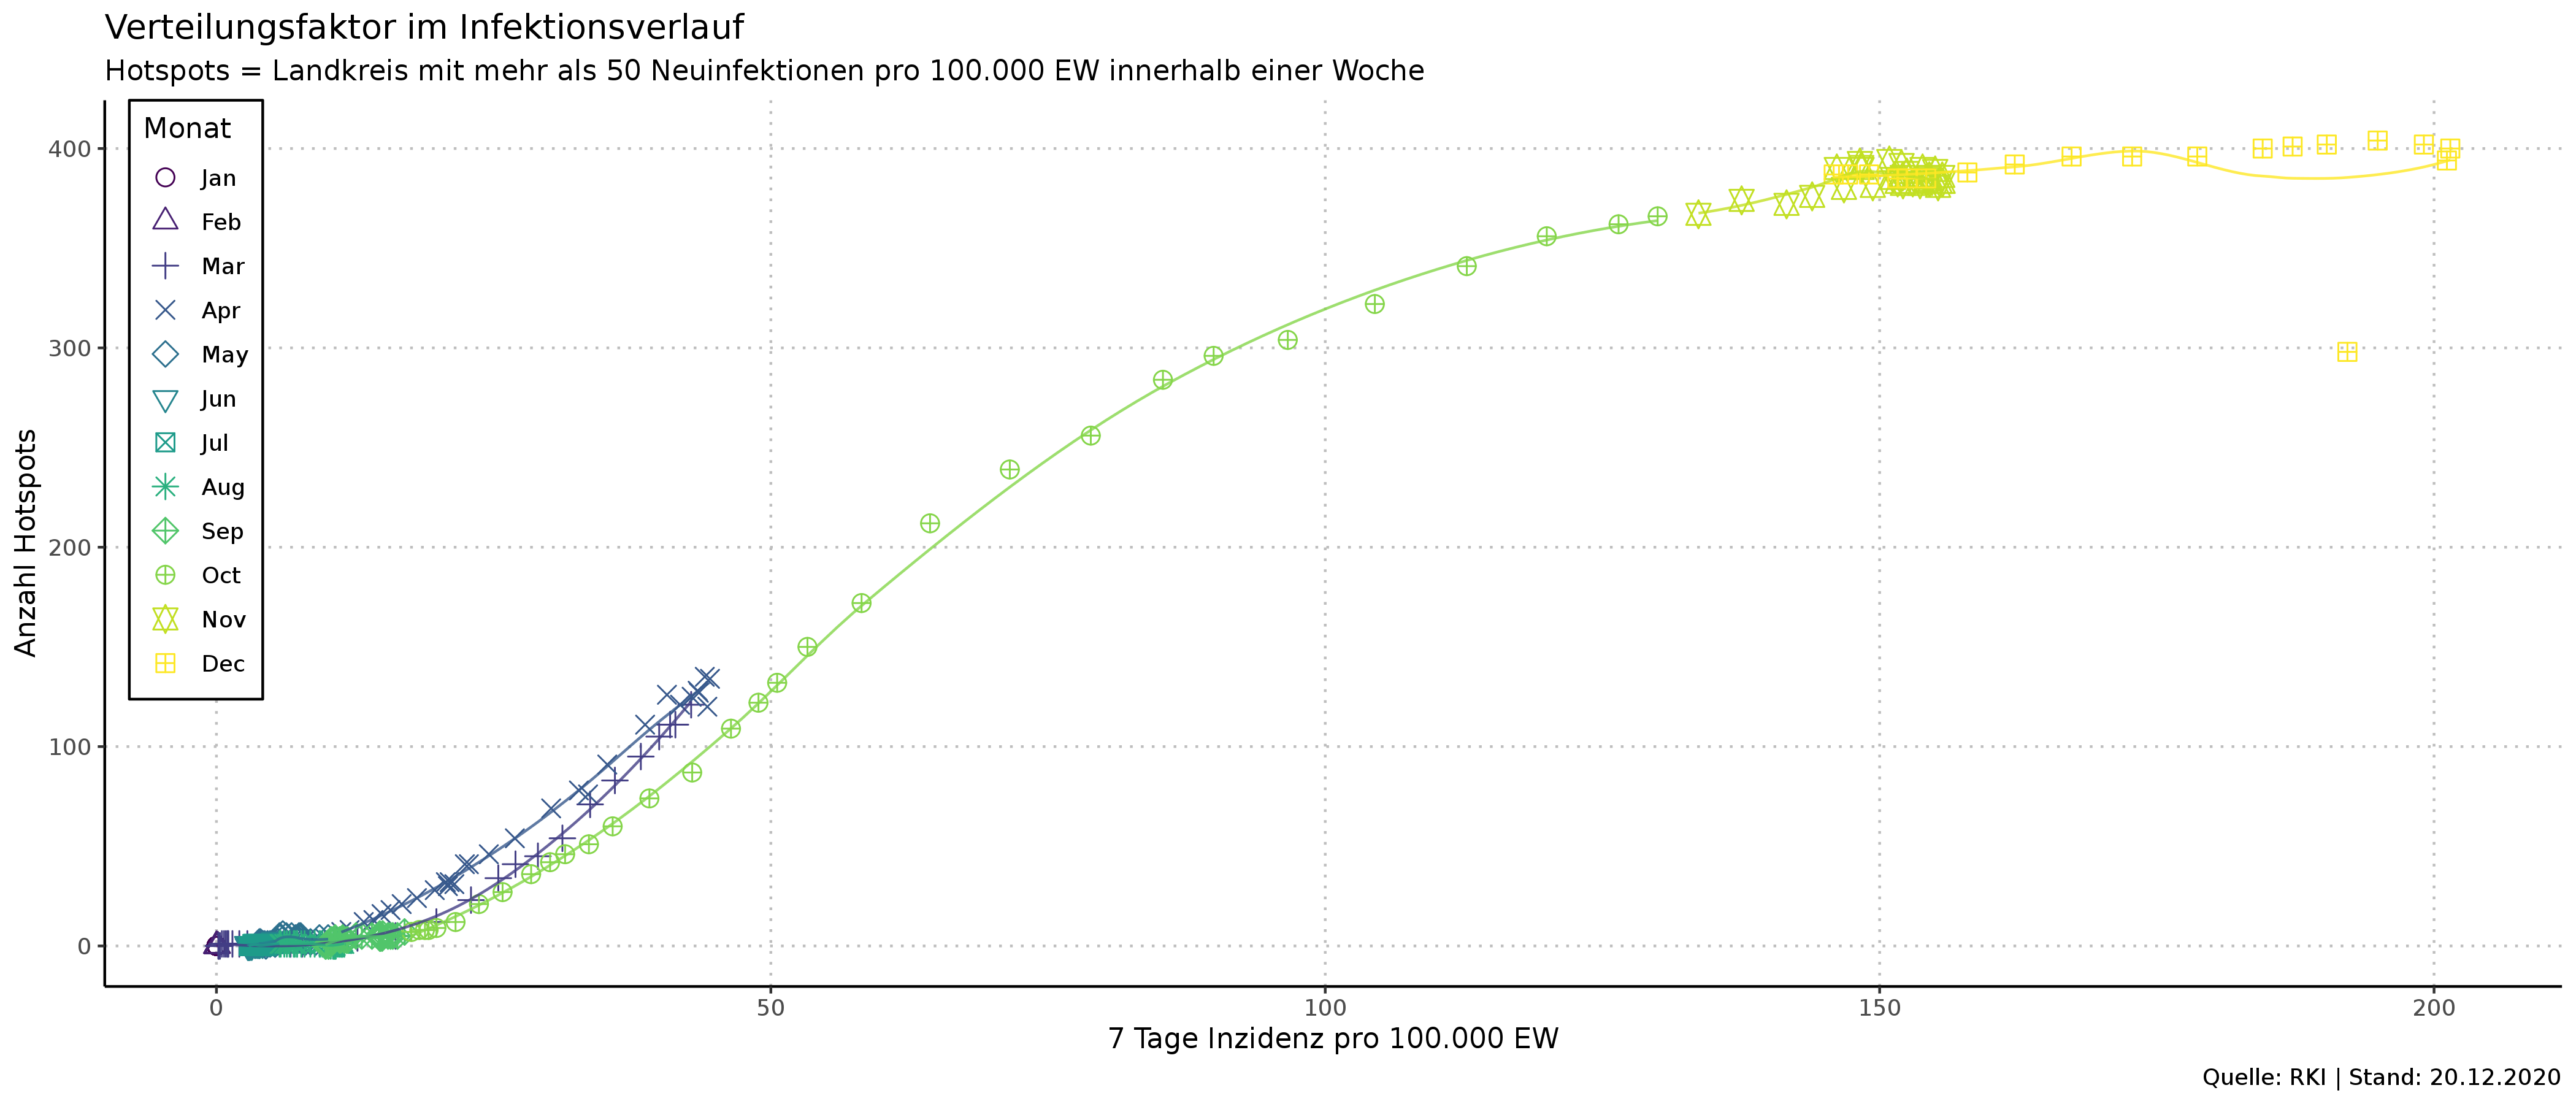 Verteilungsfaktor im Infektionsverlauf
Hotspots = Landkreis mit mehr als 50 Neuinfektionen pro 100.000 EW innerhalb einer Woche
Monat
Jan
Feb
Mar
Apr
May
Jun
Jul
Aug
Sep
Oct
Nov
Dec
Anzahl Hotspots
400
300
200
100
0
0
50
100
150
200
7 Tage Inzidenz pro 100.000 EW
Quelle: RKI | Stand: 20.12.2020